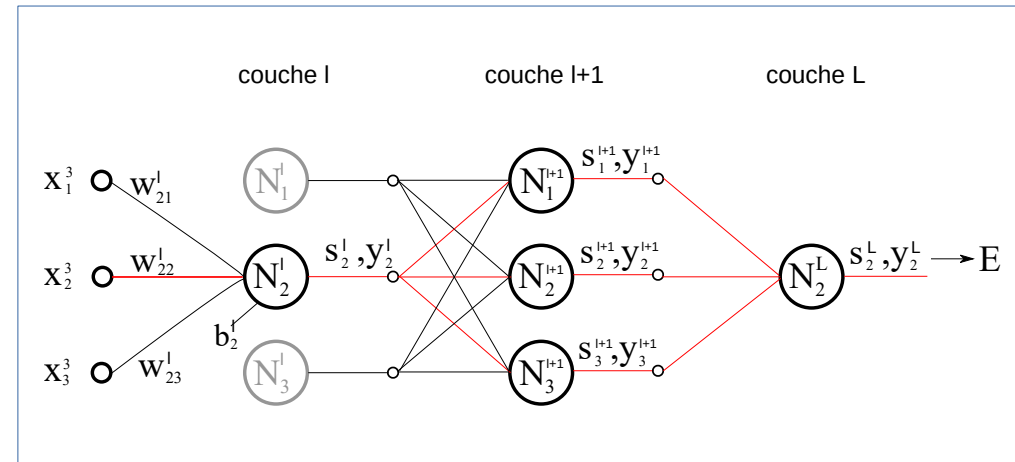 couche l couche l+1 couche L
s₁ˡ⁺¹,y₁ˡ⁺¹
x₁³ w₂₁ˡ N₁ˡ N₁ˡ⁺¹
s₂ˡ,y₂ˡ s₂ˡ⁺¹,y₂ˡ⁺¹ s₂ᴸ,y₂ᴸ
x₂³ w₂₂ˡ N₂ˡ N₂ˡ⁺¹ N₂ᴸ E
b₂ˡ
s₃ˡ⁺¹,y₃ˡ⁺¹
x₃³ w₂₃ˡ N₃ˡ N₃ˡ⁺¹